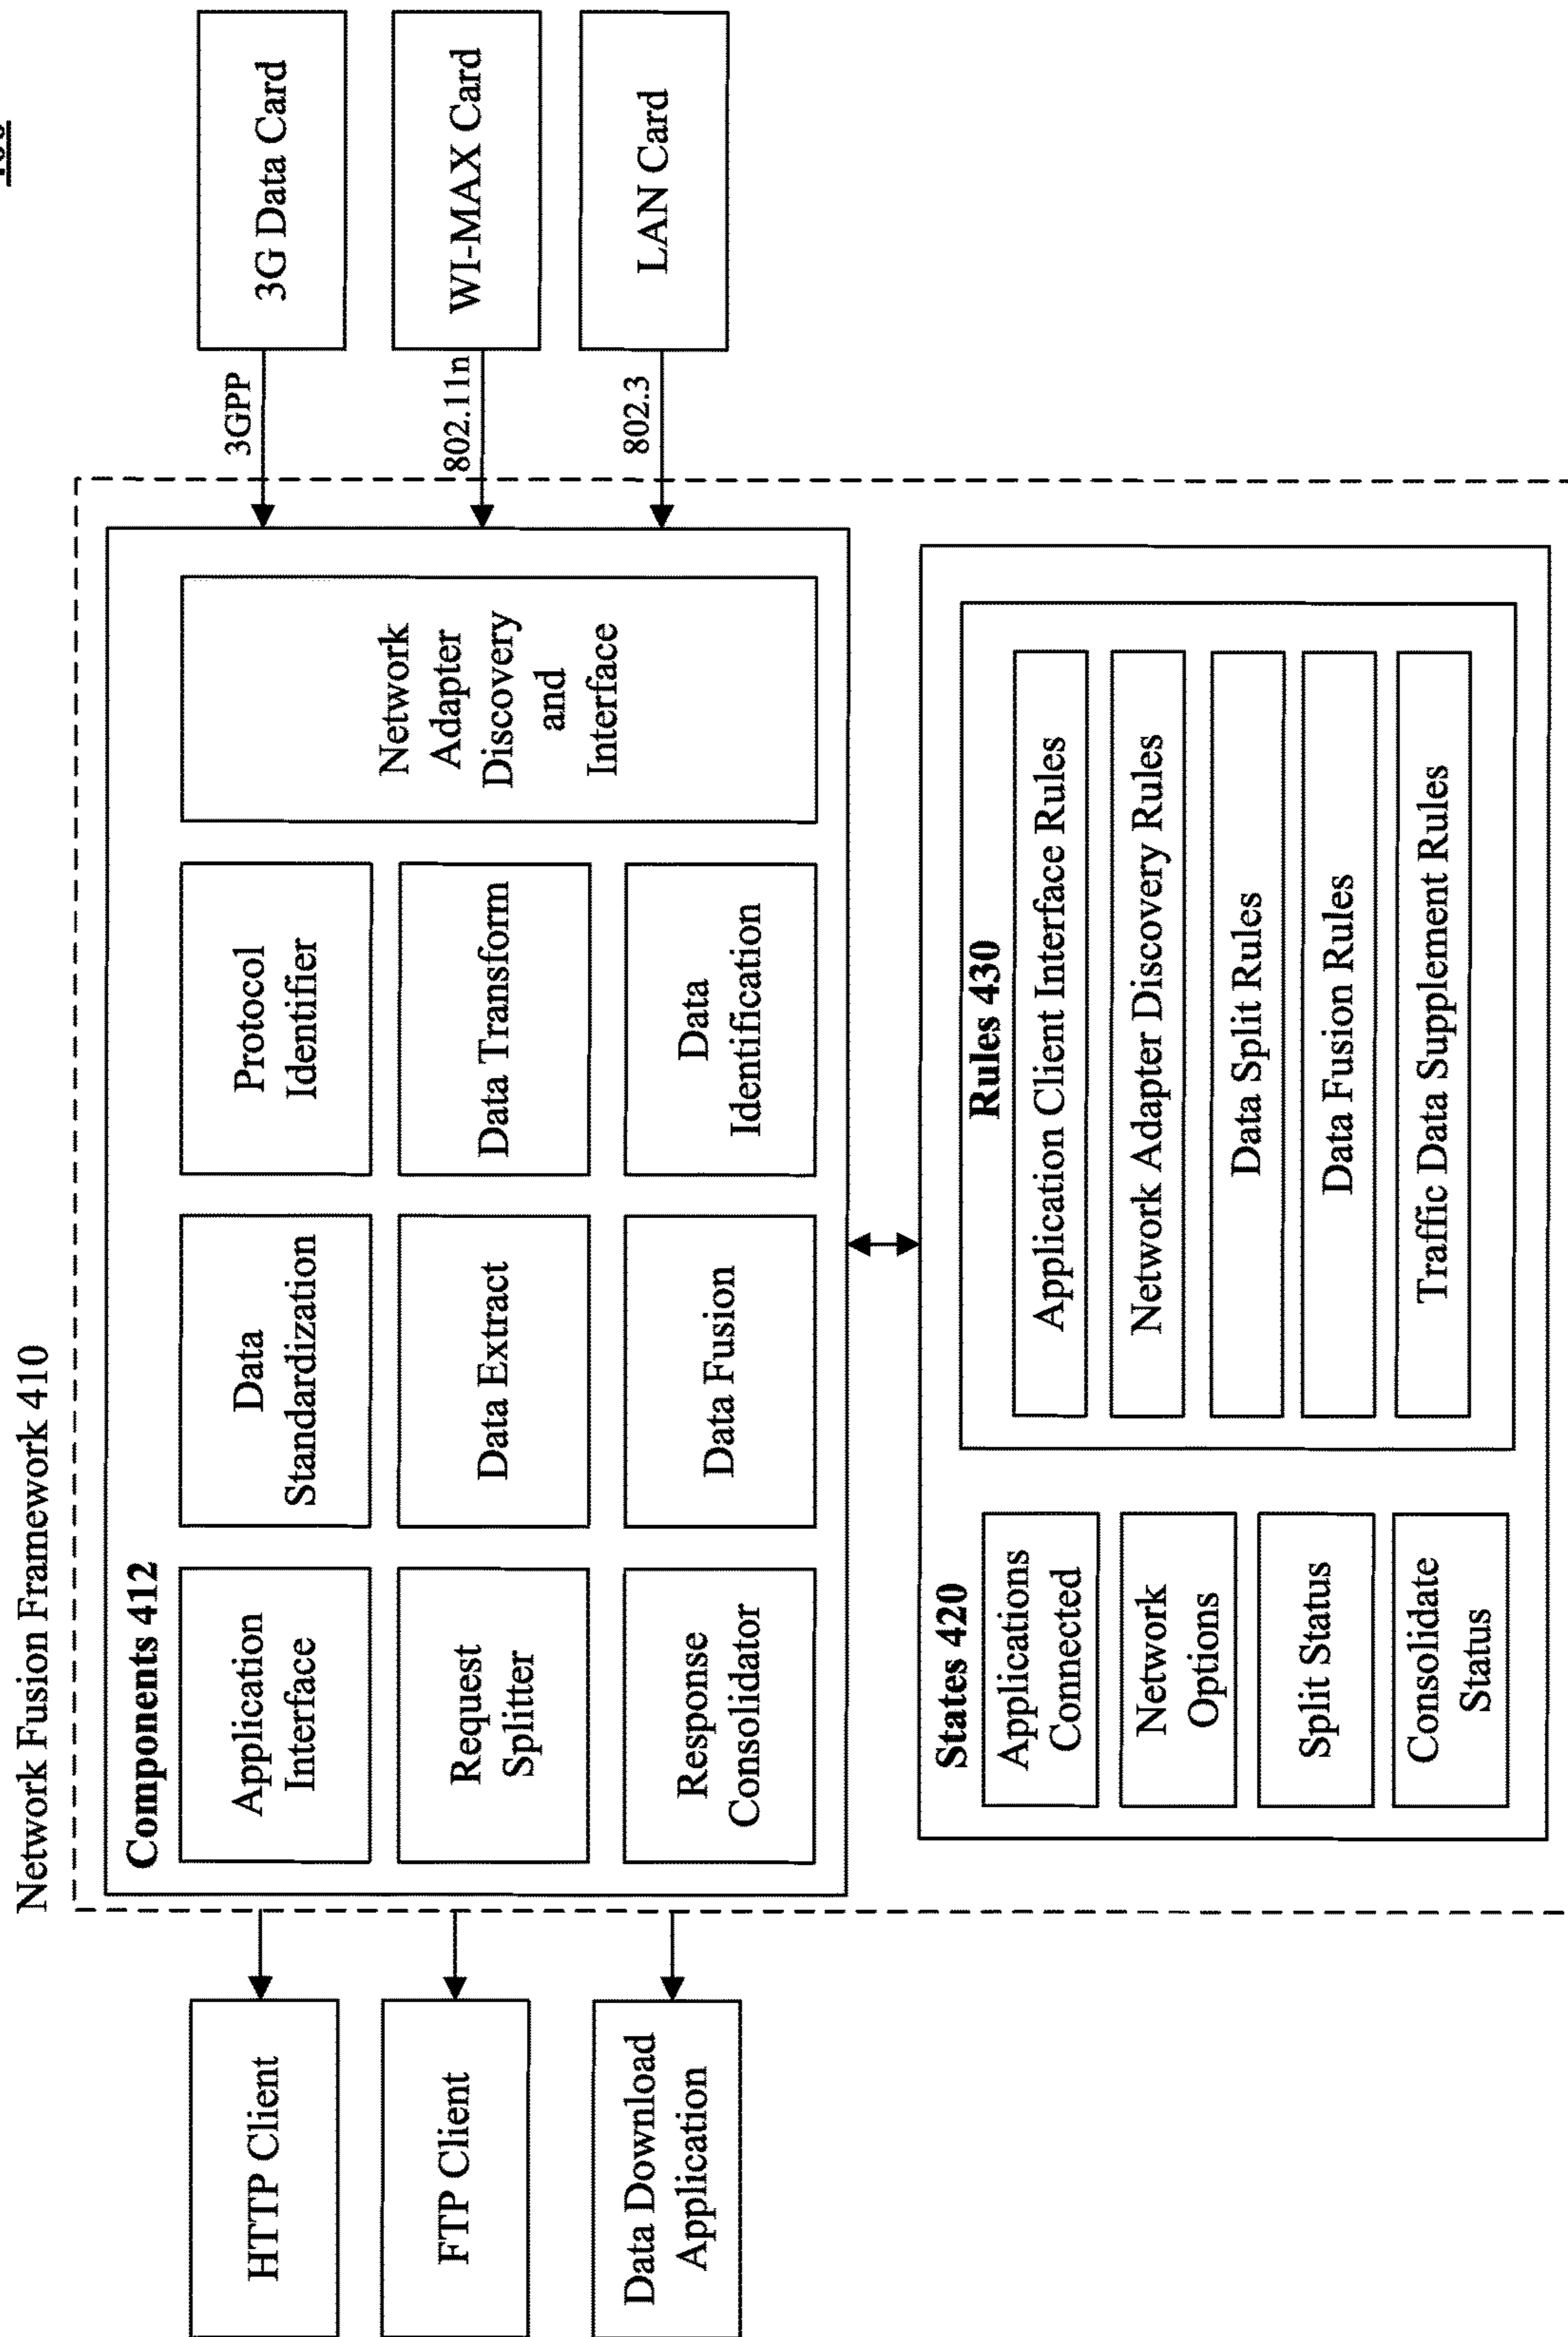 Network Fusion Framework 410
HTTP Client
FTP Client
Data Download
Application
Components 412
Application
Interface
Data
Standardization
Protocol
Identifier
Request
Splitter
Data Extract
Data Transform
Response
Consolidator
Data Fusion
Data
Identification
Network
Adapter
Discovery
and
Interface
3GPP
802.11n
802.3
3G Data Card
WI-MAX Card
LAN Card
States 420
Applications
Connected
Network
Options
Split Status
Consolidate
Status
Rules 430
Application Client Interface Rules
Network Adapter Discovery Rules
Data Split Rules
Data Fusion Rules
Traffic Data Supplement Rules